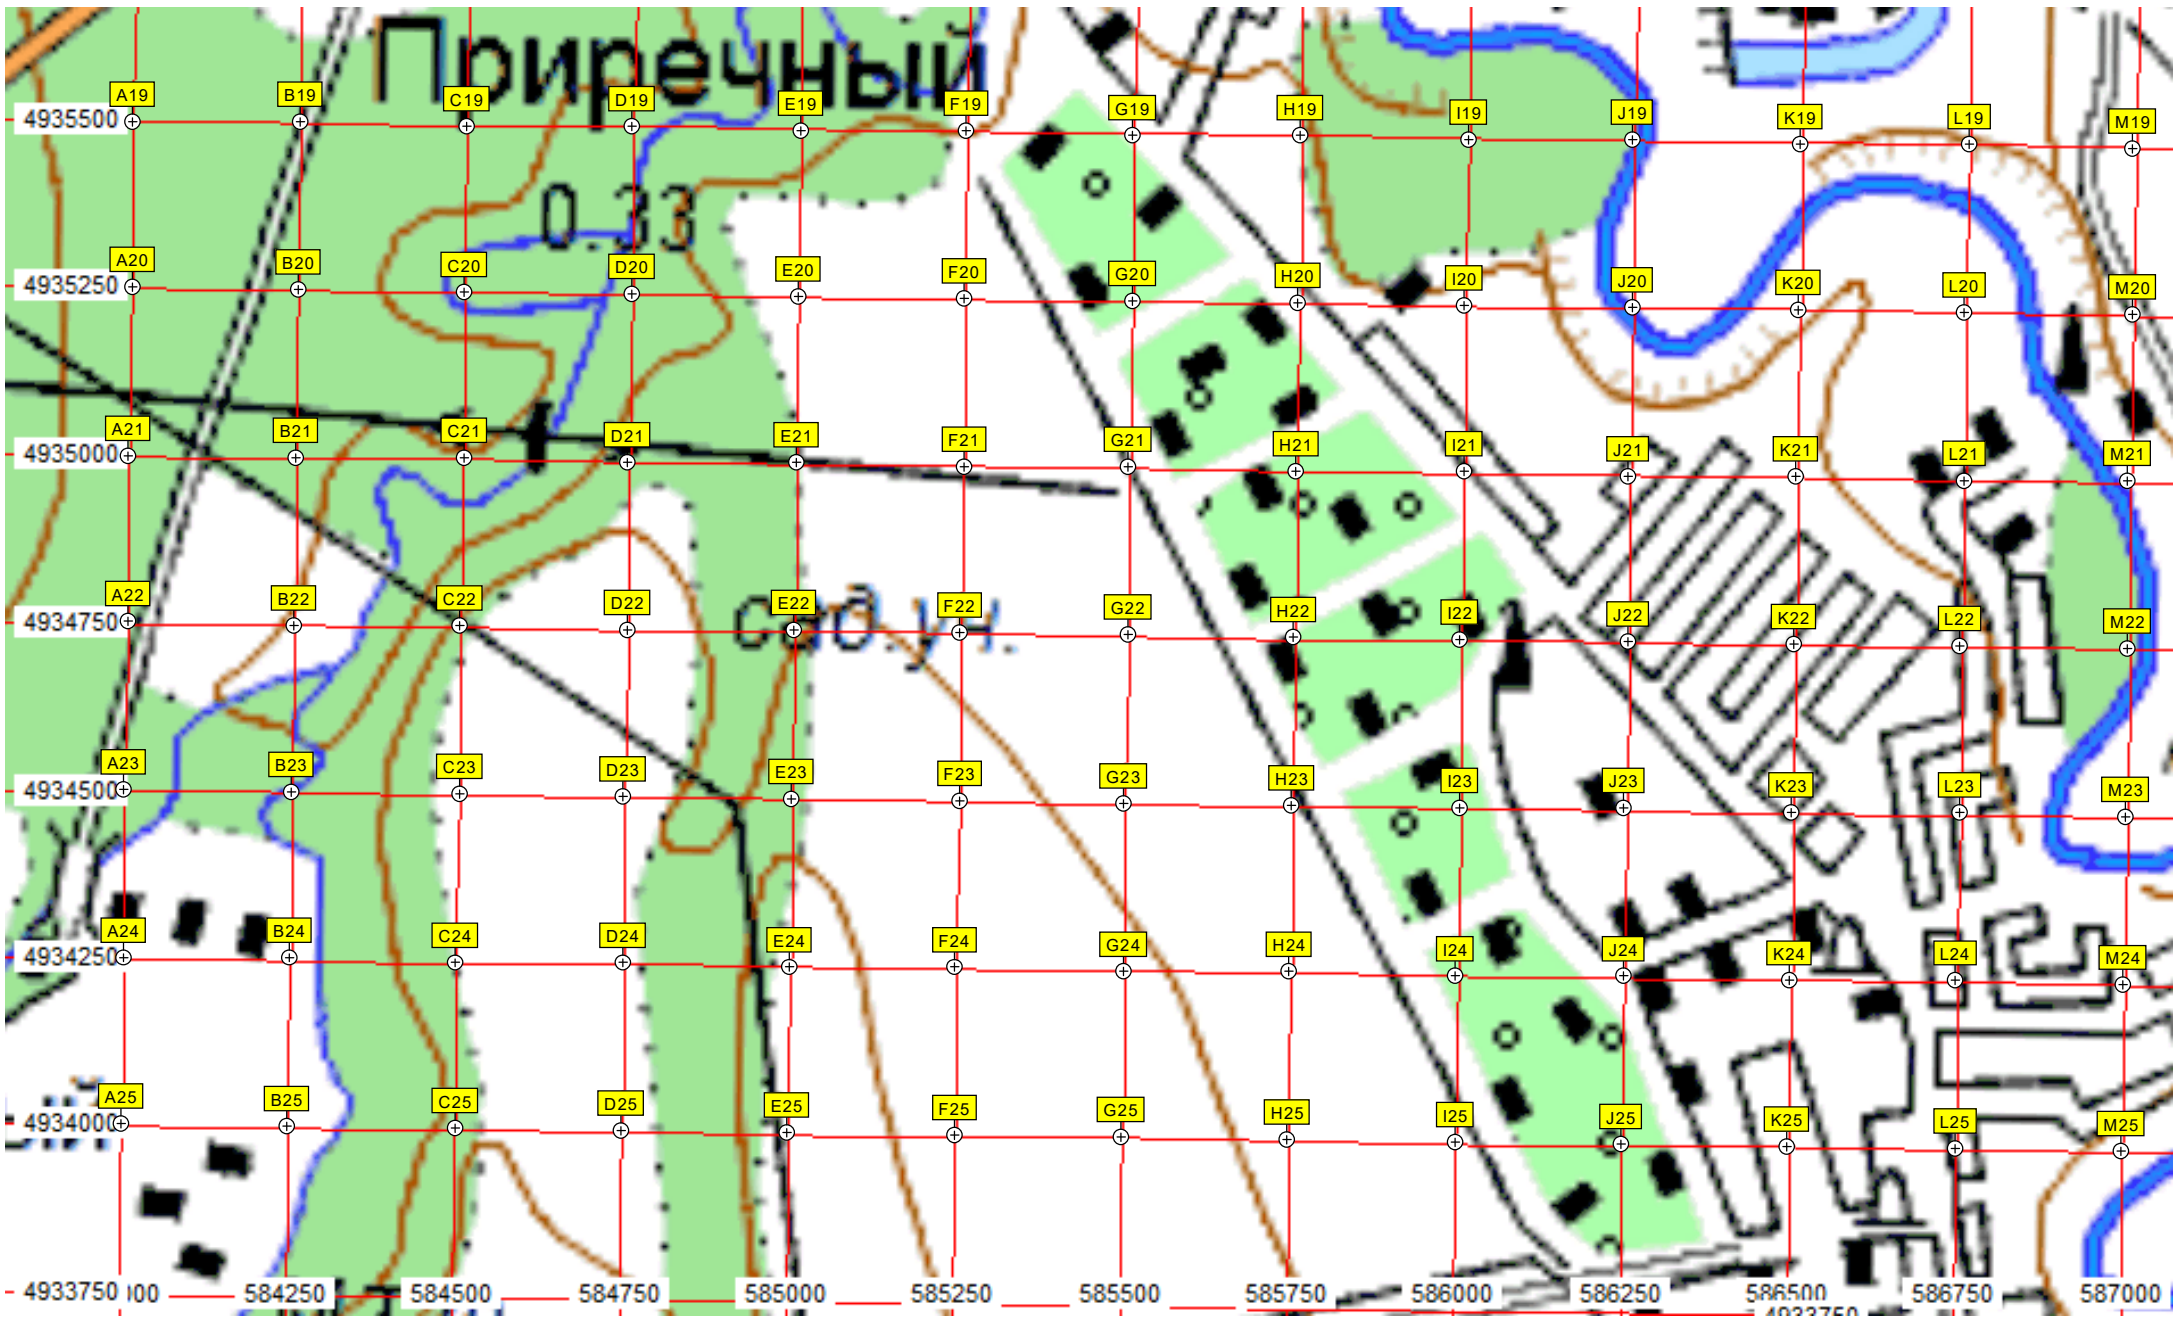 Приречный
A19 B19 C19 D19 E19 F19 G19 H19 I19 J19 K19 L19 M19
4935500
0.33
A20 B20 C20 D20 E20 F20 G20 H20 I20 J20 K20 L20 M20
4935250
A21 B21 C21 D21 E21 F21 G21 H21 I21 J21 K21 L21 M21
4935000
A22 B22 C22 D22 E22 F22 G22 H22 I22 J22 K22 L22 M22
4934750
сад.уч.
A23 B23 C23 D23 E23 F23 G23 H23 I23 J23 K23 L23 M23
4934500
A24 B24 C24 D24 E24 F24 G24 H24 I24 J24 K24 L24 M24
4934250
A25 B25 C25 D25 E25 F25 G25 H25 I25 J25 K25 L25 M25
4934000
4933750 584250 584500 584750 585000 585250 585500 585750 586000 586250 586500 586750 587000
4933750